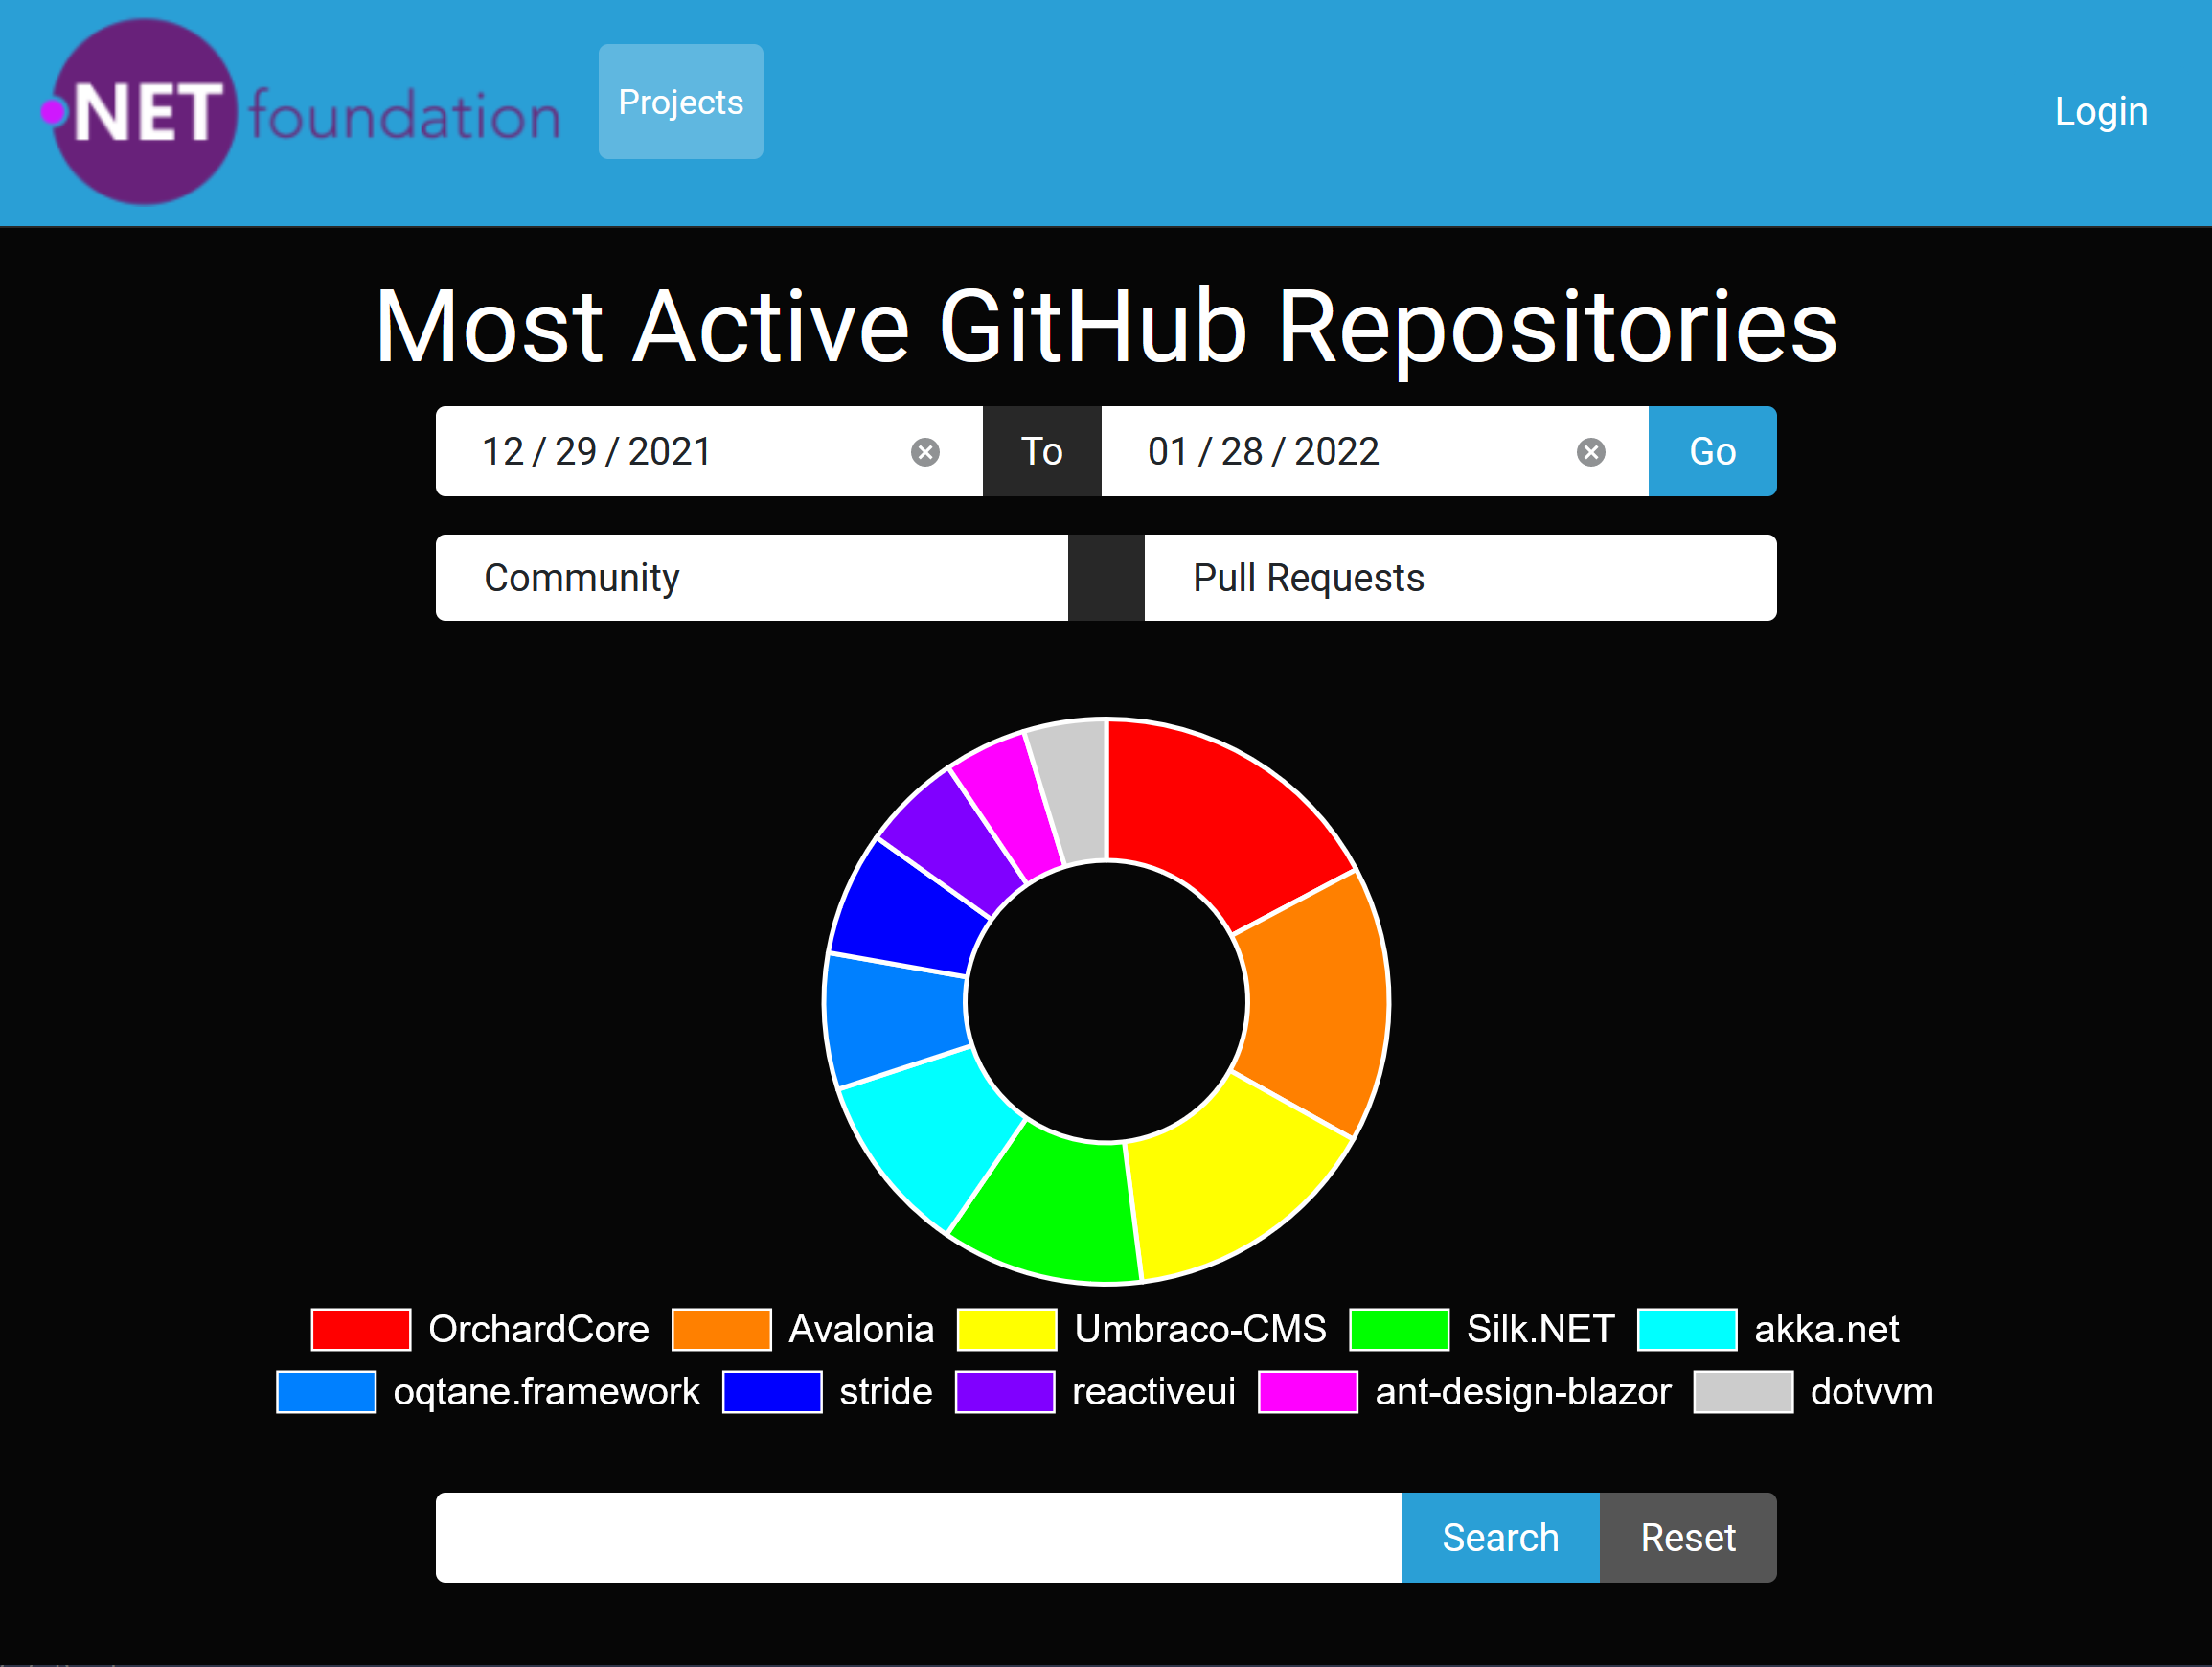 .NET foundation
Projects
Login
Most Active GitHub Repositories
12 / 29 / 2021
To
01 / 28 / 2022
Go
Community
Pull Requests
OrchardCore
Avalonia
Umbraco-CMS
Silk.NET
akka.net
oqtane.framework
stride
reactiveui
ant-design-blazor
dotvvm
Search
Reset